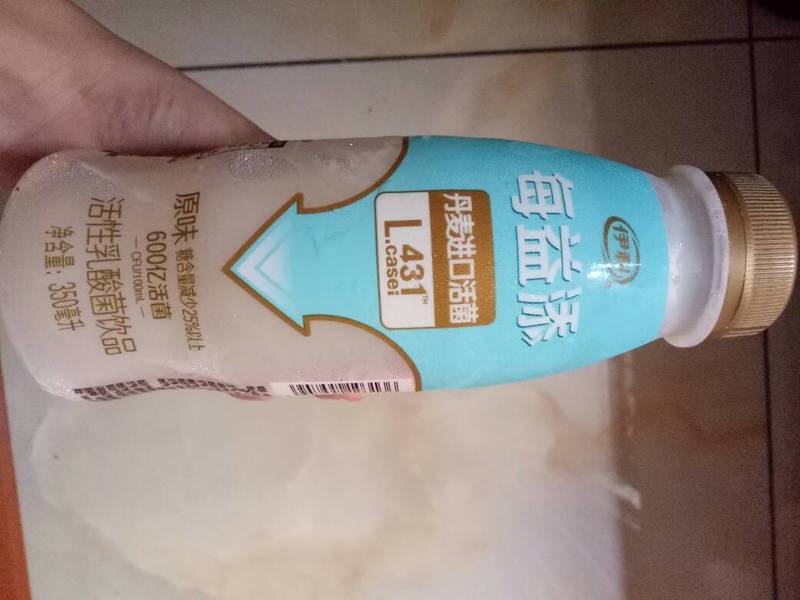 伊利
每益添
丹麦进口活菌
L.casei 431™
原味 糖含量减少25%以上
600亿活菌
— CFU/100mL —
活性乳酸菌饮品
净含量：350毫升